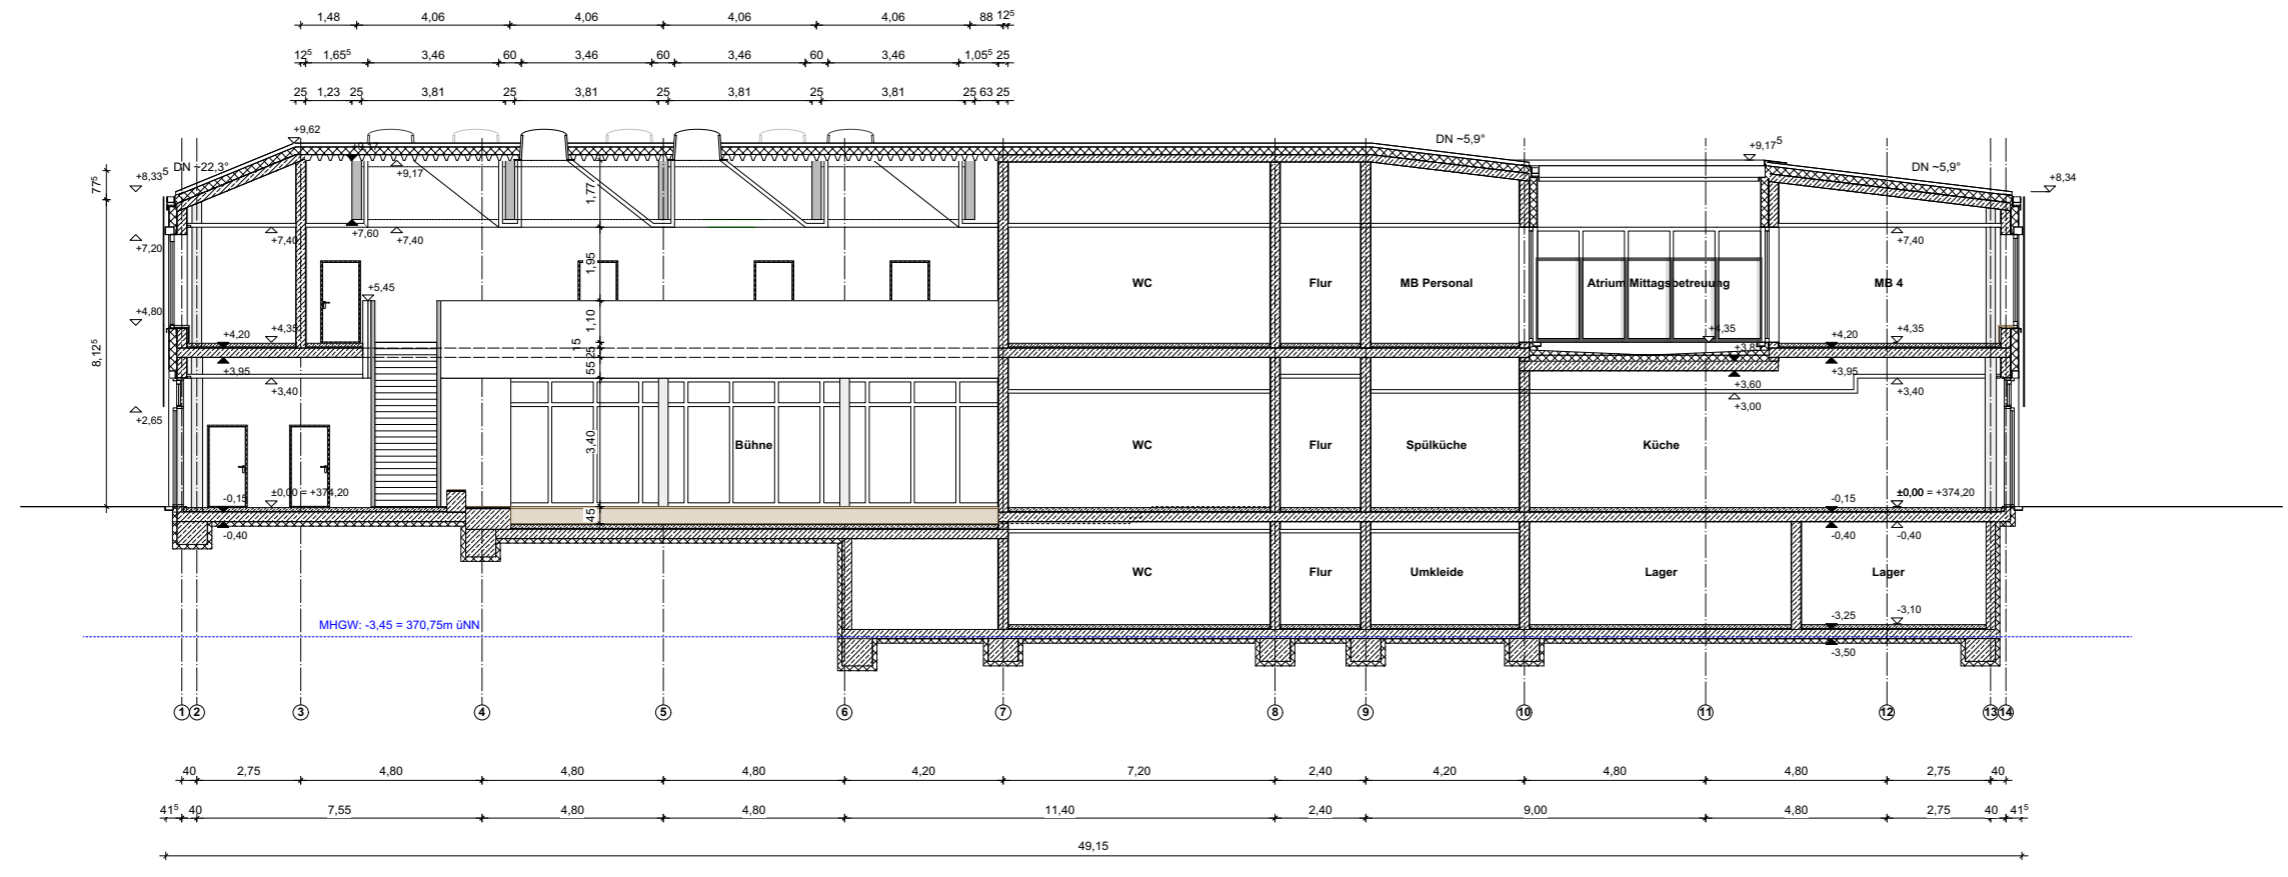 1,48 4,06 4,06 4,06 4,06 88 12⁵
12⁵ 1,65⁵ 3,46 60 3,46 60 3,46 60 3,46 1,05⁵ 25
25 1,23 25 3,81 25 3,81 25 3,81 25 3,81 25 63 25
+9,62
DN ~5,9°
+9,17⁵
DN ~22,3°
+9,17
DN ~5,9°
+8,33⁵
+9,17
+8,34
77⁵
1,77
+7,20
+7,60
+7,40
+7,40
+7,40
1,95
WC Flur MB Personal Atrium Mittagsbetreuung MB 4
+5,45
+4,80
1,10
+4,20 +4,35
+4,35 +4,20 +4,35
15
8,12⁵
25
+3,95
+3,95
55
+3,40
+3,60
+3,40
+3,00
+2,65
3,40
Bühne WC Flur Spülküche Küche
-0,15 ±0,00 = +374,20
-0,15 ±0,00 = +374,20
45
-0,40
-0,40 -0,40
WC Flur Umkleide Lager Lager
MHGW: -3,45 = 370,75m üNN
-3,25 -3,10
-3,50
1 2 3 4 5 6 7 8 9 10 11 12 13 14
40 2,75 4,80 4,80 4,80 4,20 7,20 2,40 4,20 4,80 4,80 2,75 40
41⁵ 40 7,55 4,80 4,80 11,40 2,40 9,00 4,80 2,75 40 41⁵
49,15